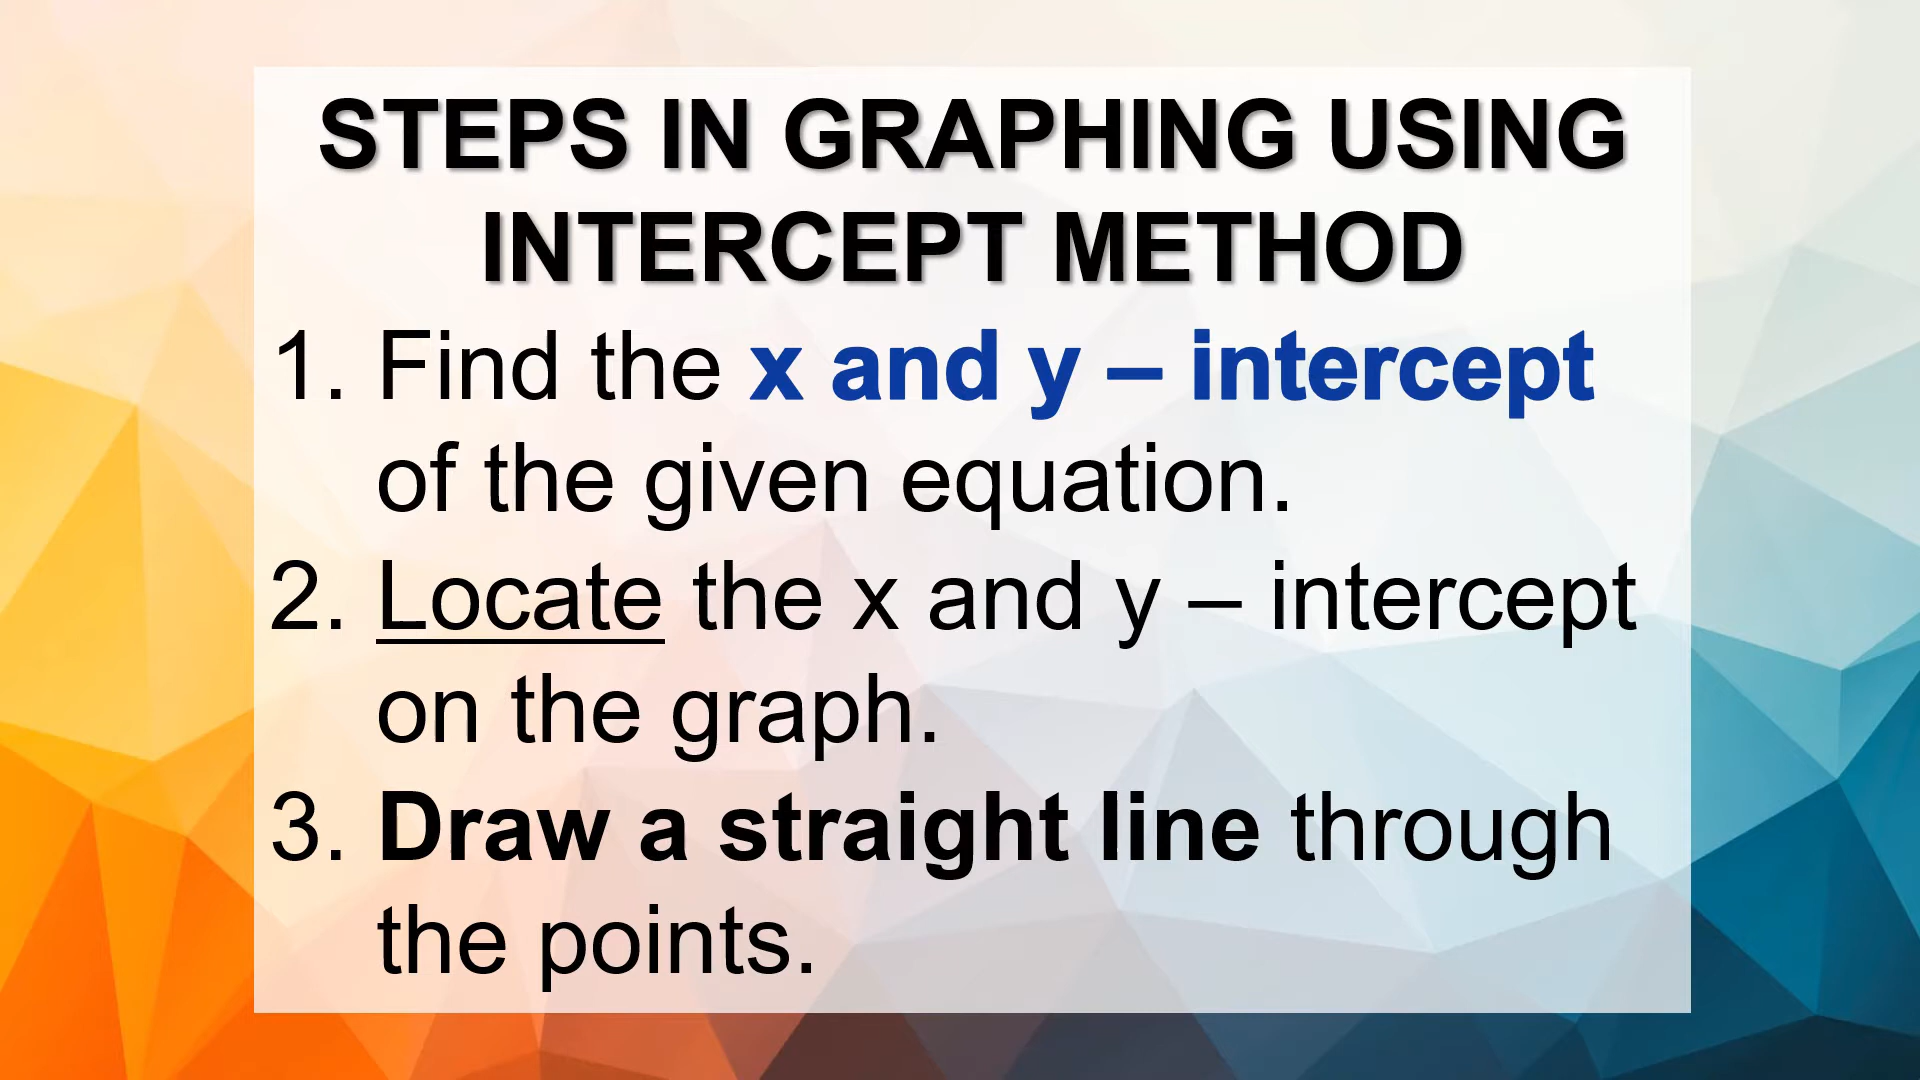 STEPS IN GRAPHING USING
INTERCEPT METHOD
1. Find the x and y – intercept
of the given equation.
2. Locate the x and y – intercept
on the graph.
3. Draw a straight line through
the points.